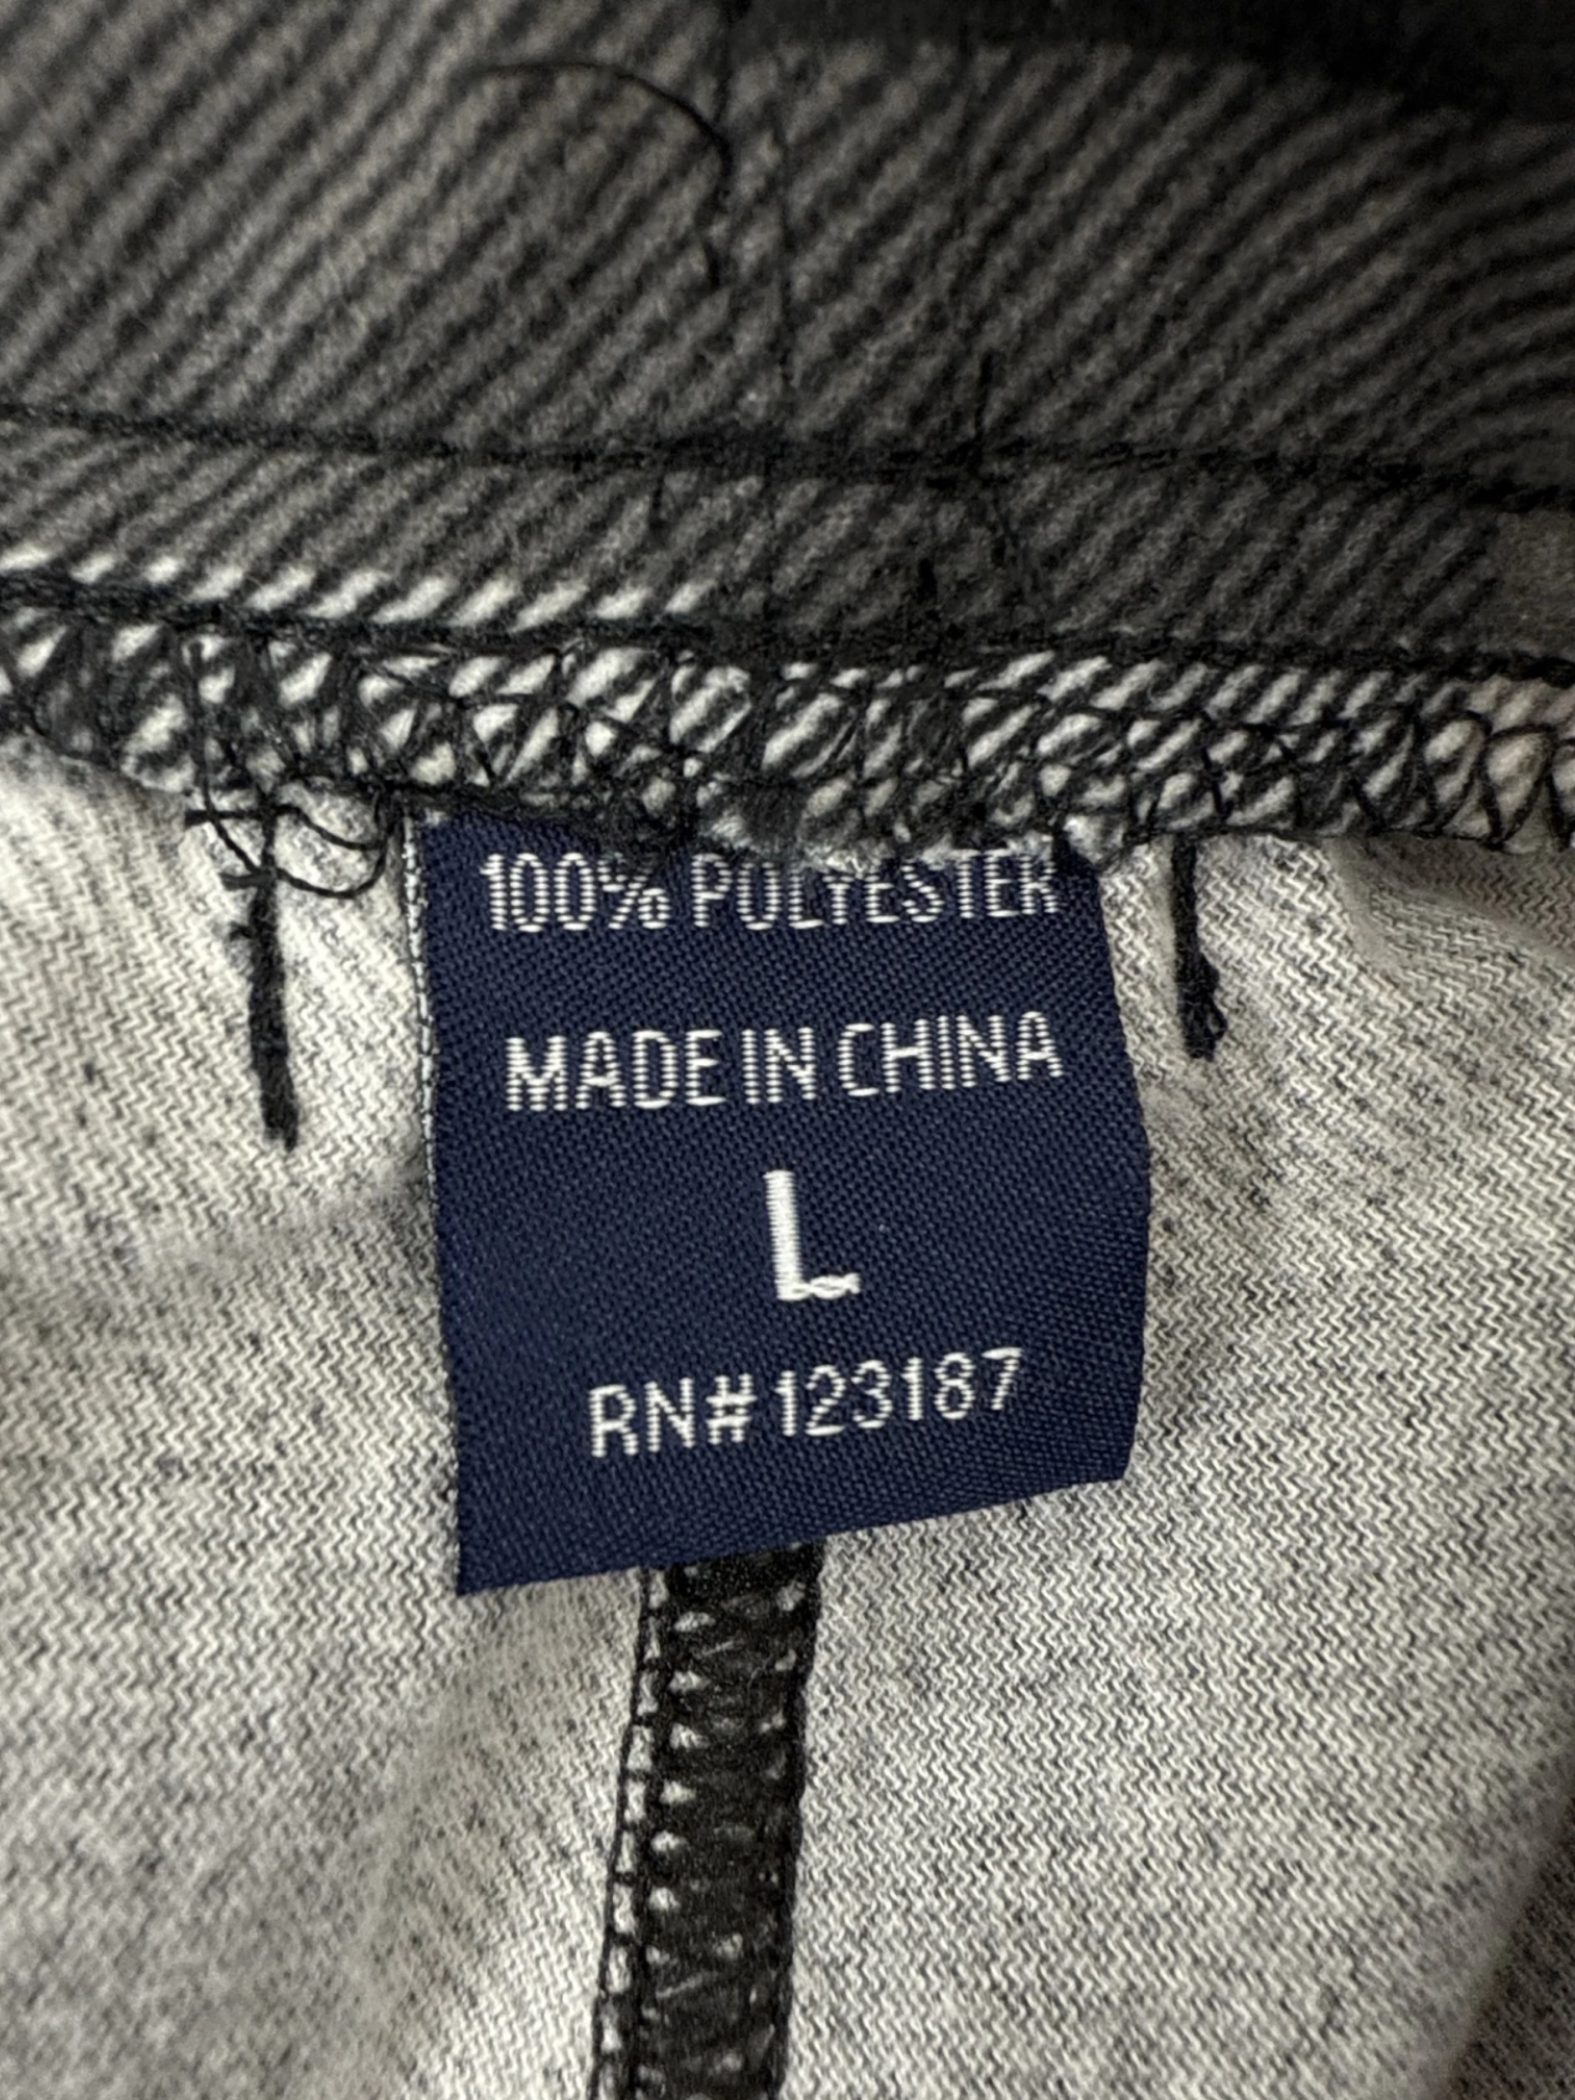 100% POLYESTER
MADE IN CHINA
L
RN# 123187